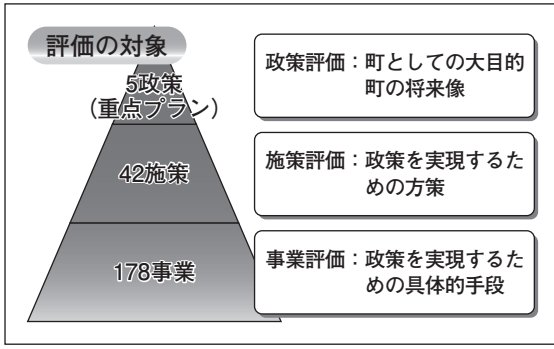 評価の対象
5政策
(重点プラン)
42施策
178事業
政策評価：町としての大目的
町の将来像
施策評価：政策を実現するた
めの方策
事業評価：政策を実現するた
めの具体的手段